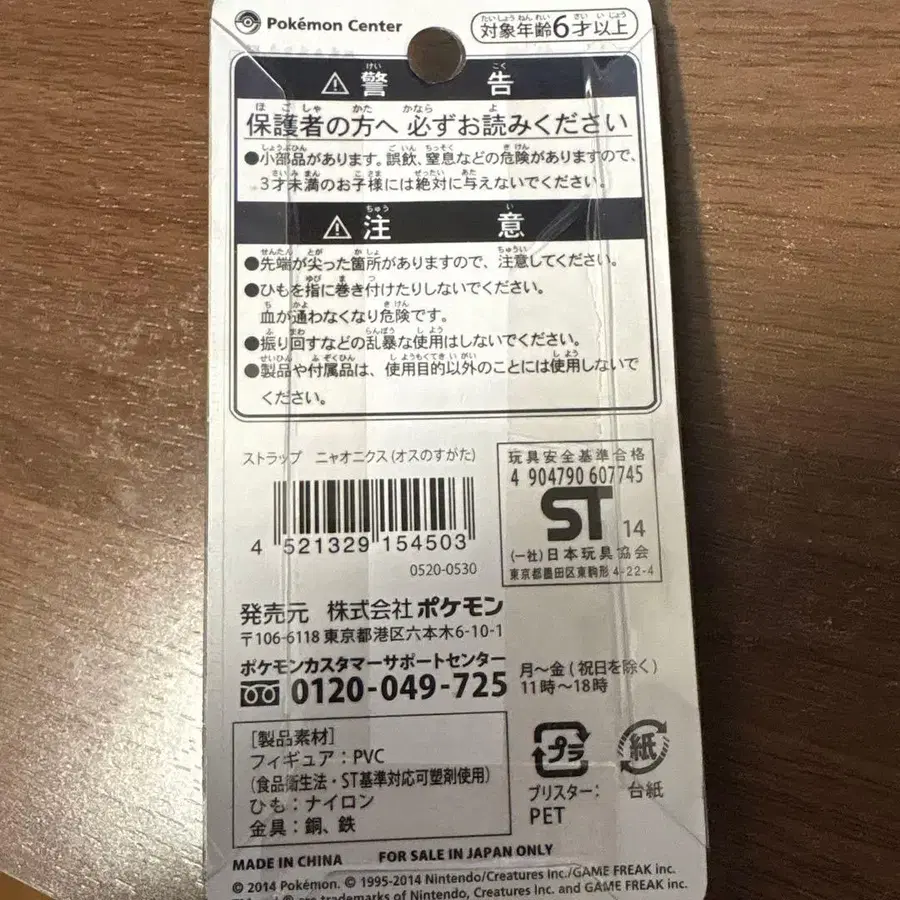 Pokémon Center
対象年齢6才以上
警告
保護者の方へ 必ずお読みください
●小部品があります。誤飲、窒息などの危険がありますので、
3才未満のお子様には絶対に与えないでください。
注意
●先端が尖った箇所がありますので、注意してください。
●ひもを指に巻き付けたりしないでください。
血が通わなくなり危険です。
●振り回すなどの乱暴な使用はしないでください。
●製品や付属品は、使用目的以外のことには使用しないで
ください。
ストラップ ニャオニクス(オスのすがた)
4 521329 154503
0520-0530
玩具安全基準合格
4 904790 607745
ST 14
(一社)日本玩具協会
東京都墨田区東駒形 4-22-4
発売元 株式会社 ポケモン
〒106-6118 東京都港区六本木6-10-1
ポケモンカスタマーサポートセンター
0120-049-725
月〜金(祝日を除く)
11時〜18時
[製品素材]
フィギュア:PVC
(食品衛生法・ST基準対応可塑剤使用)
ひも:ナイロン
金具:銅、鉄
プラ
ブリスター:
PET
紙
台紙
MADE IN CHINA FOR SALE IN JAPAN ONLY
© 2014 Pokémon. © 1995-2014 Nintendo/Creatures Inc./GAME FREAK inc.
are trademarks of Nintendo, Creatures Inc. and GAME FREAK inc.